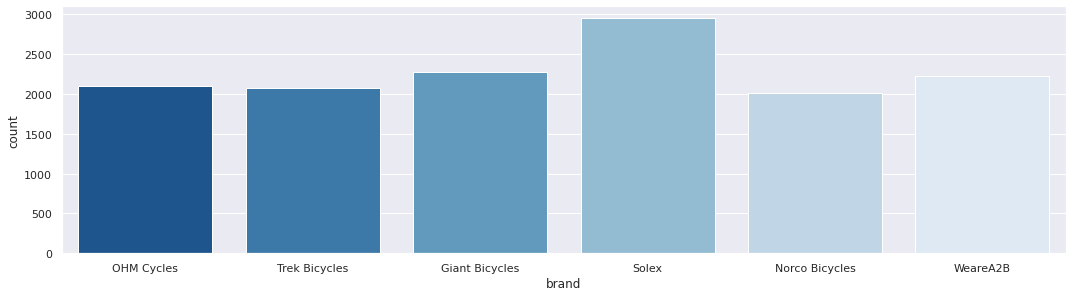 3000
2500
2000
1500
1000
500
0
count
OHM Cycles Trek Bicycles Giant Bicycles Solex Norco Bicycles WeareA2B
brand